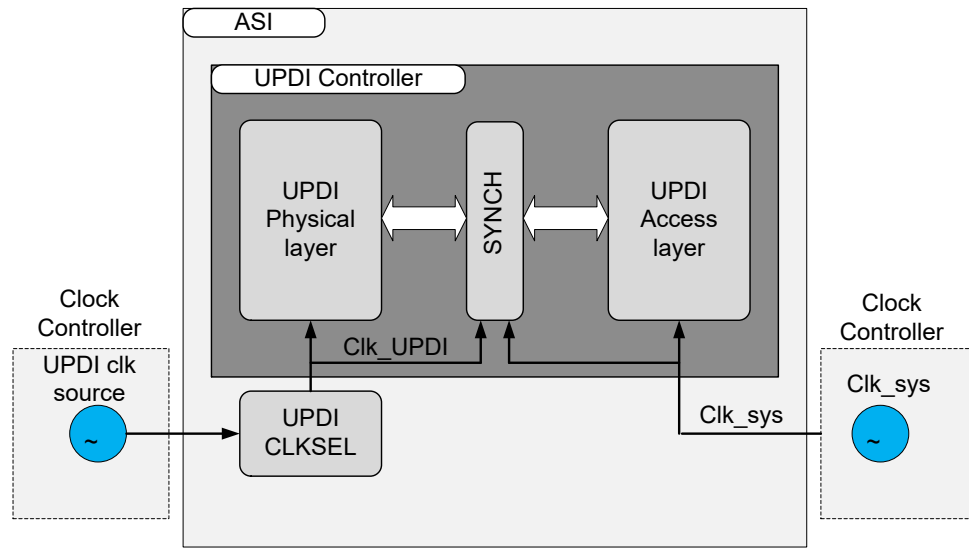 ASI
UPDI Controller
UPDI
Physical
layer
SYNCH
UPDI
Access
layer
Clock
Controller
UPDI clk
source
~
Clk_UPDI
UPDI
CLKSEL
Clk_sys
Clock
Controller
Clk_sys
~